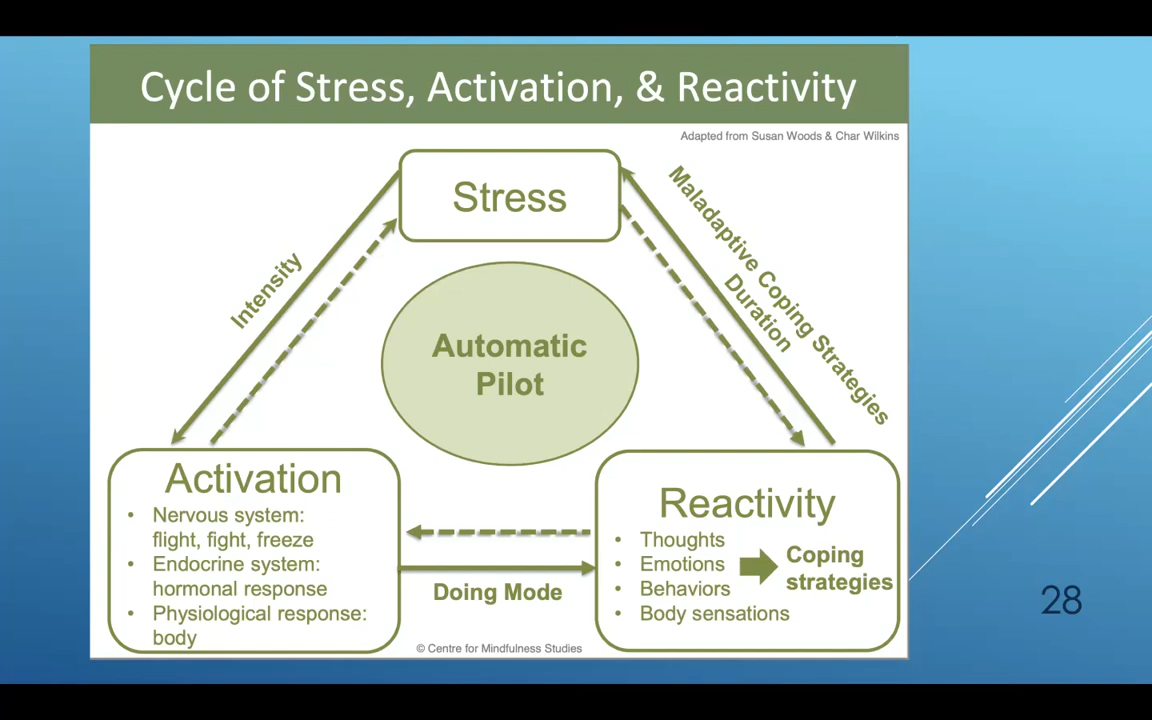 Cycle of Stress, Activation, & Reactivity
Adapted from Susan Woods & Char Wilkins
Stress
Intensity
Maladaptive Coping Strategies
Duration
Automatic
Pilot
Activation
• Nervous system:
flight, fight, freeze
• Endocrine system:
hormonal response
• Physiological response:
body
Doing Mode
Reactivity
• Thoughts
• Emotions
• Behaviors
• Body sensations
Coping
strategies
© Centre for Mindfulness Studies
28